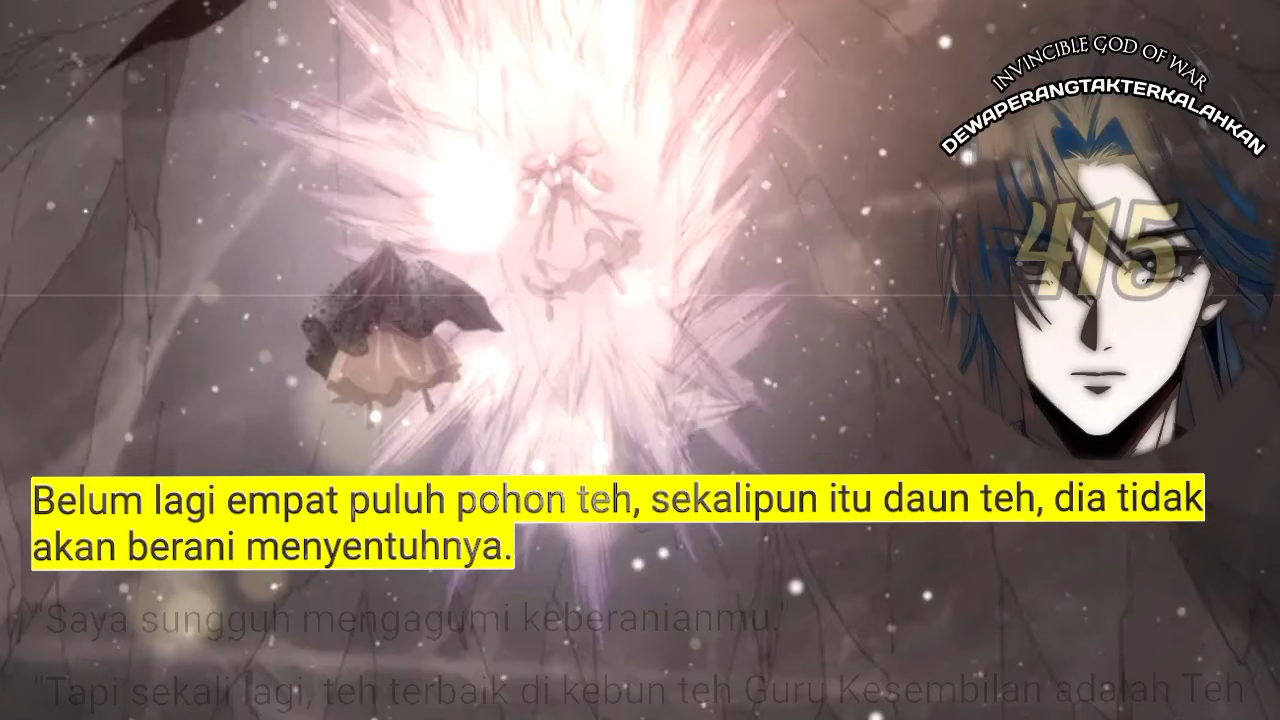 INVINCIBLE GOD OF WAR
DEWAPERANGTAKTERKALAHKAN
415
Belum lagi empat puluh pohon teh, sekalipun itu daun teh, dia tidak
akan berani menyentuhnya.
"Saya sungguh mengagumi keberanianmu."
"Tapi sekali lagi, teh terbaik di kebun teh Guru Kesembilan adalah Teh